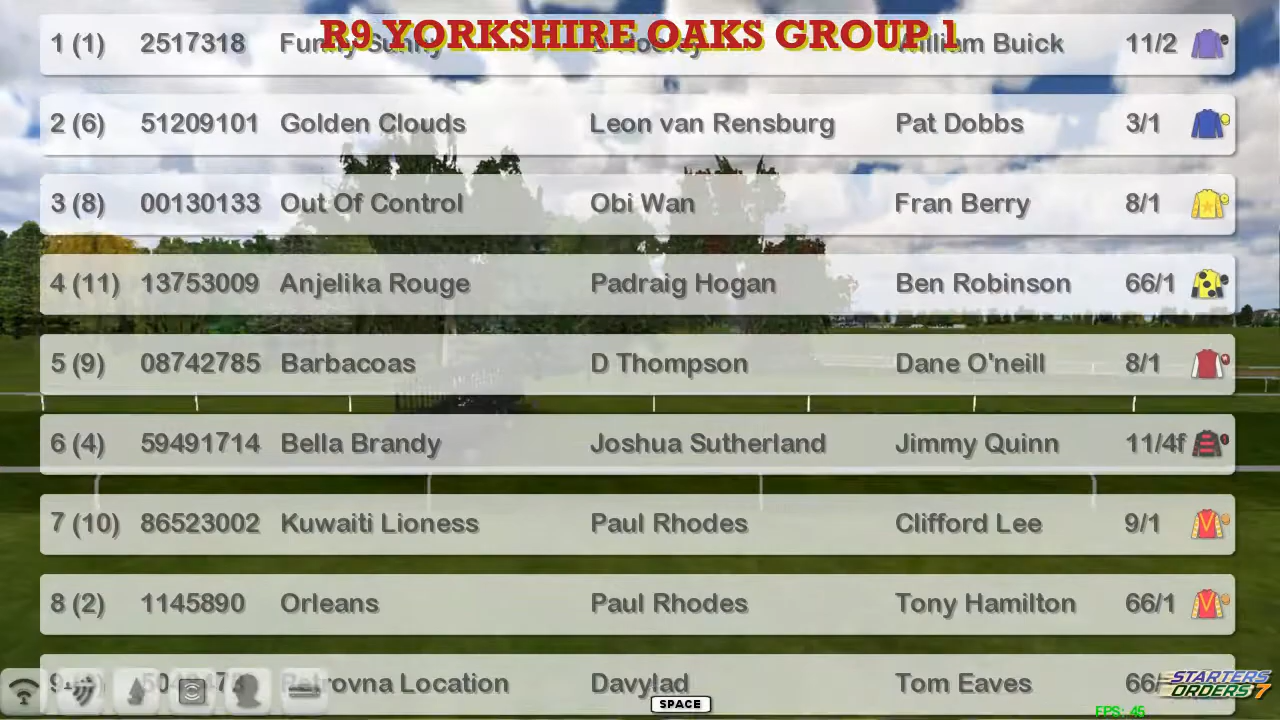 R9 YORKSHIRE OAKS GROUP 1
1 (1) 2517318 Funny Sunny William Buick 11/2
2 (6) 51209101 Golden Clouds Leon van Rensburg Pat Dobbs 3/1
3 (8) 00130133 Out Of Control Obi Wan Fran Berry 8/1
4 (11) 13753009 Anjelika Rouge Padraig Hogan Ben Robinson 66/1
5 (9) 08742785 Barbacoas D Thompson Dane O'neill 8/1
6 (4) 59491714 Bella Brandy Joshua Sutherland Jimmy Quinn 11/4f
7 (10) 86523002 Kuwaiti Lioness Paul Rhodes Clifford Lee 9/1
8 (2) 1145890 Orleans Paul Rhodes Tony Hamilton 66/1
Petrovna Location Davylad Tom Eaves
SPACE
STARTERS ORDERS 7
FPS: 45